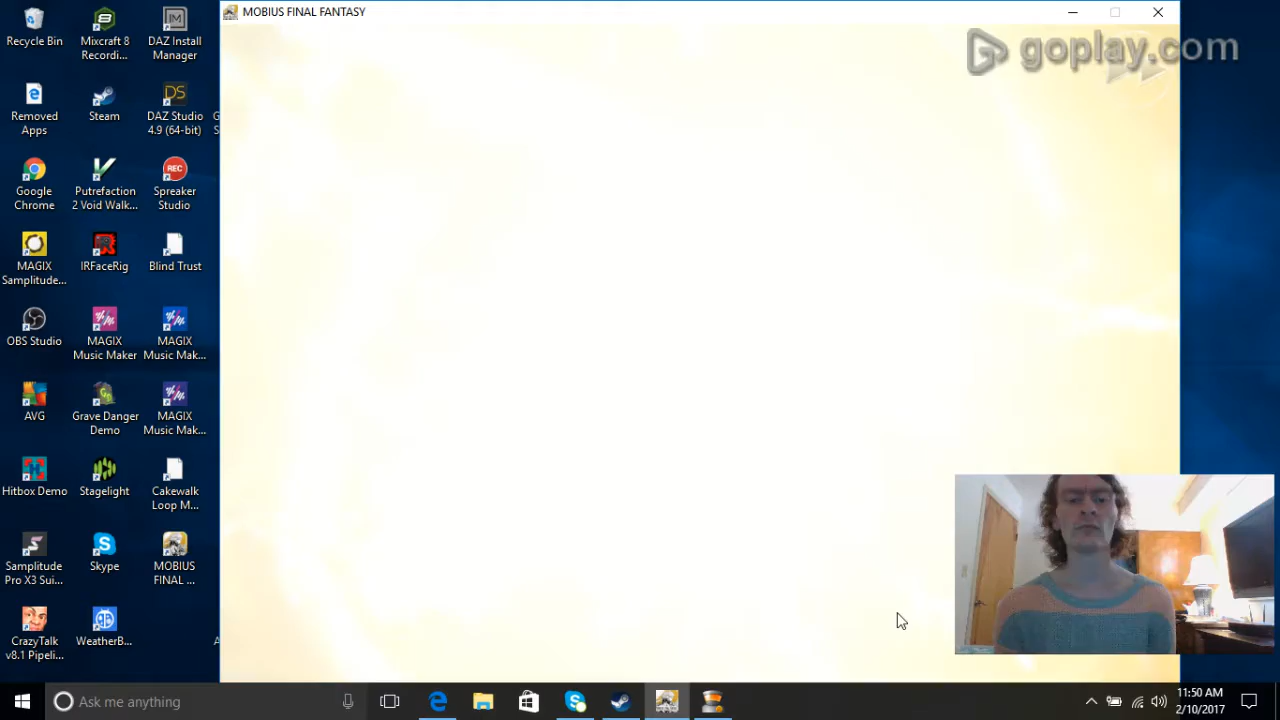 MOBIUS FINAL FANTASY
goplay.com
Recycle Bin
Mixcraft 8
Recordi...
DAZ Install
Manager
Removed
Apps
Steam
DAZ Studio
4.9 (64-bit)
Google
Chrome
Putrefaction
2 Void Walk...
REC
Spreaker
Studio
MAGIX
Samplitude...
IRFaceRig
Blind Trust
OBS Studio
MAGIX
Music Maker
MAGIX
Music Mak...
AVG
Grave Danger
Demo
MAGIX
Music Mak...
Hitbox Demo
Stagelight
Cakewalk
Loop M...
Samplitude
Pro X3 Sui...
Skype
MOBIUS
FINAL ...
CrazyTalk
v8.1 Pipeli...
WeatherB...
Ask me anything
11:50 AM
2/10/2017